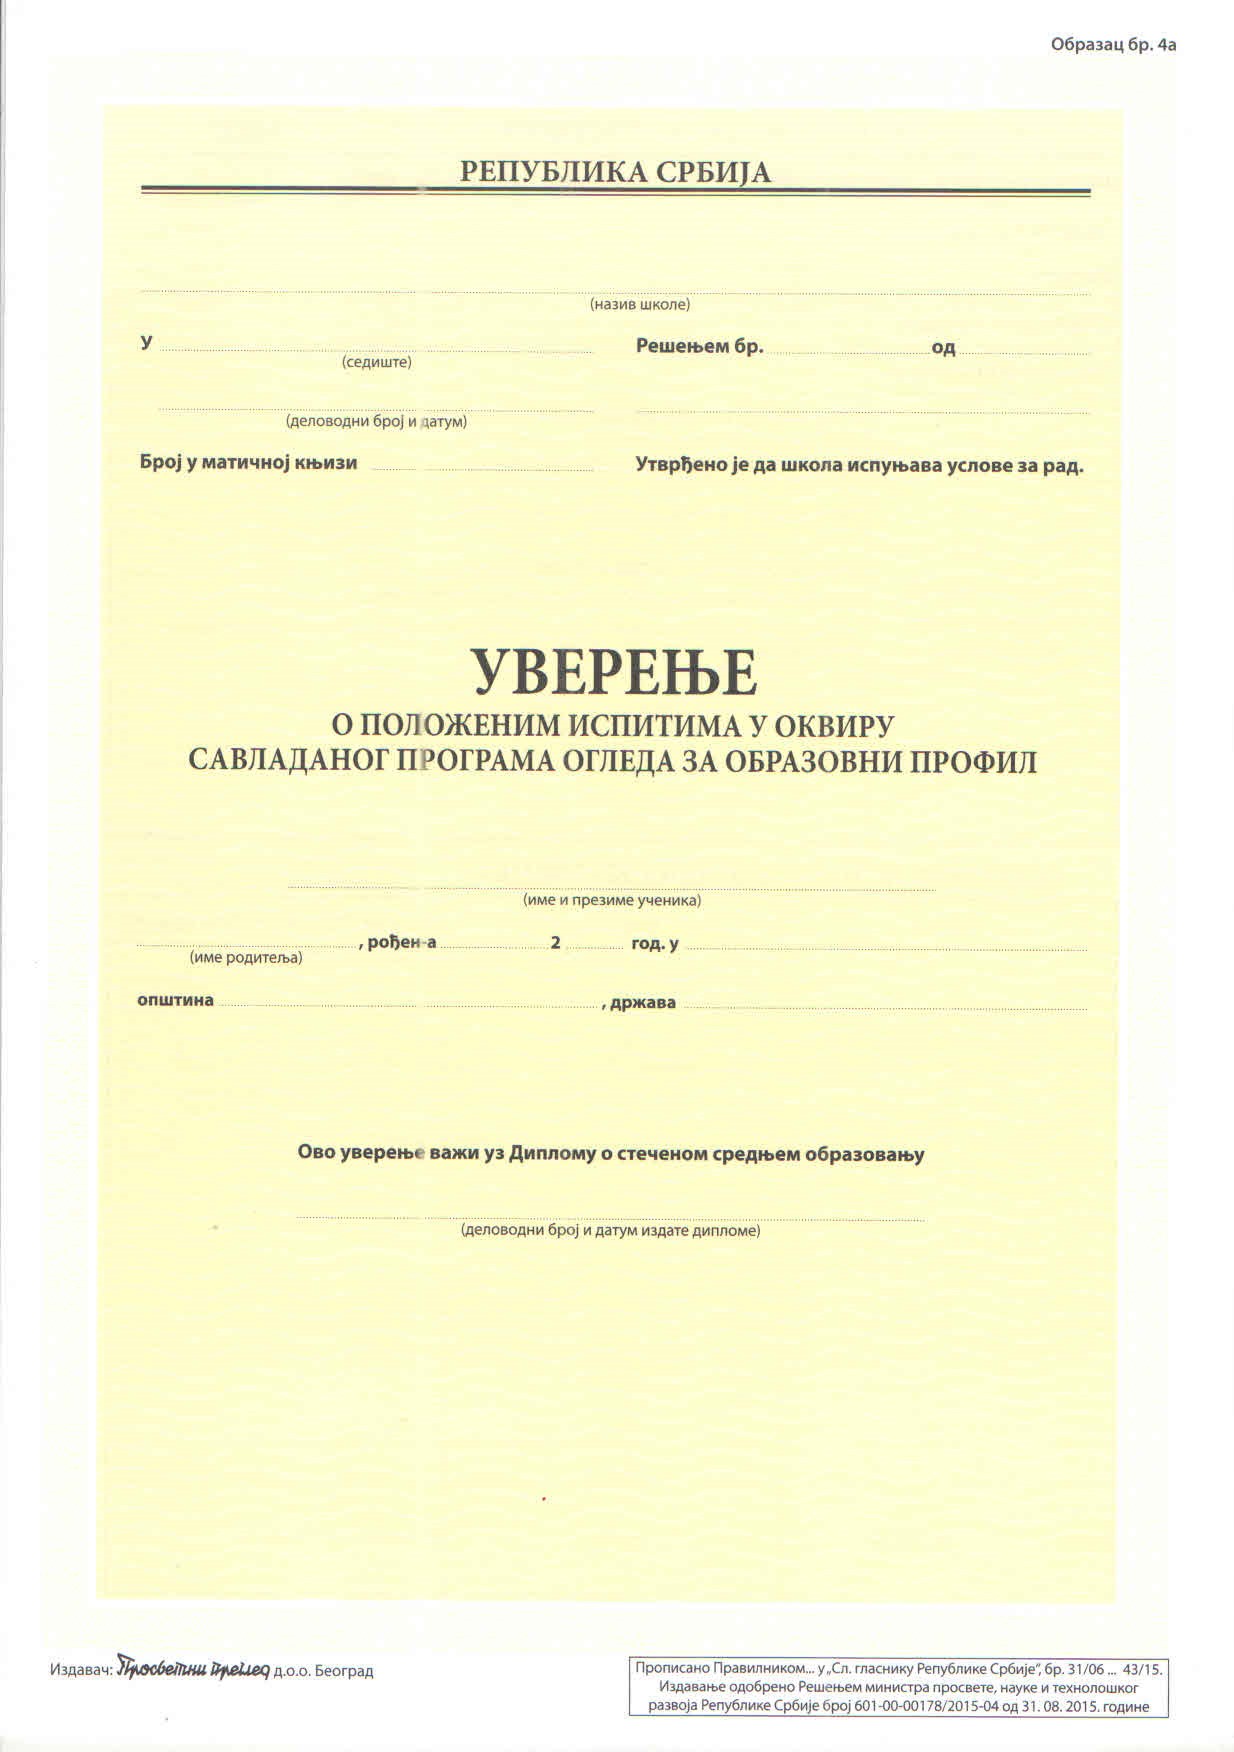 Образац бр. 4а
РЕПУБЛИКА СРБИЈА
(назив школе)
У
(седиште)
Решењем бр. од
(деловодни број и датум)
Број у матичној књизи
Утврђено је да школа испуњава услове за рад.
УВЕРЕЊЕ
О ПОЛОЖЕНИМ ИСПИТИМА У ОКВИРУ
САВЛАДАНОГ ПРОГРАМА ОГЛЕДА ЗА ОБРАЗОВНИ ПРОФИЛ
(име и презиме ученика)
, рођен-а 2 год. у
(име родитеља)
општина , држава
Ово уверење важи уз Диплому о стеченом средњем образовању
(деловодни број и датум издате дипломе)
Издавач: Просветни преглед д.о.о. Београд
Прописано Правилником... у „Сл. гласнику Републике Србије“, бр. 31/06 ... 43/15.
Издавање одобрено Решењем министра просвете, науке и технолошког
развоја Републике Србије број 601-00-00178/2015-04 од 31. 08. 2015. године